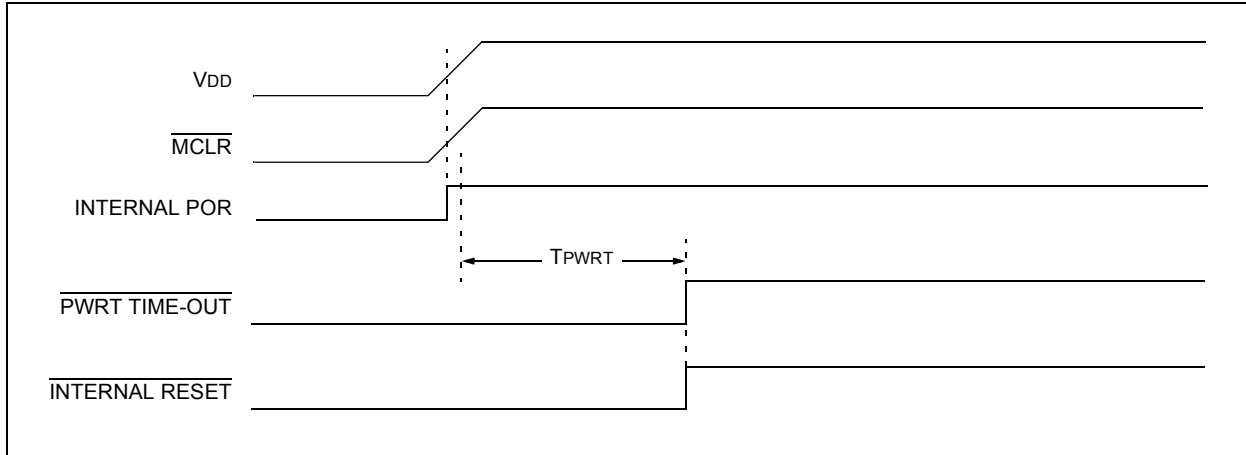 VDD
MCLR
INTERNAL POR
TPWRT
PWRT TIME-OUT
INTERNAL RESET